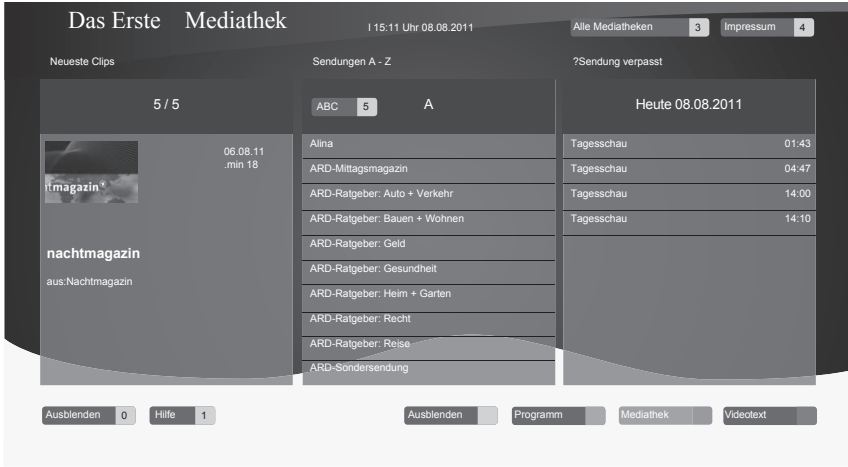 Das Erste Mediathek
I 15:11 Uhr 08.08.2011
Alle Mediatheken 3
Impressum 4
Neueste Clips
5 / 5
06.08.11
.min 18
tmagazin
nachtmagazin
aus:Nachtmagazin
Sendungen A - Z
ABC 5
A
Alina
ARD-Mittagsmagazin
ARD-Ratgeber: Auto + Verkehr
ARD-Ratgeber: Bauen + Wohnen
ARD-Ratgeber: Geld
ARD-Ratgeber: Gesundheit
ARD-Ratgeber: Heim + Garten
ARD-Ratgeber: Recht
ARD-Ratgeber: Reise
ARD-Sondersendung
?Sendung verpasst
Heute 08.08.2011
Tagesschau 01:43
Tagesschau 04:47
Tagesschau 14:00
Tagesschau 14:10
Ausblenden 0
Hilfe 1
Ausblenden
Programm
Mediathek
Videotext